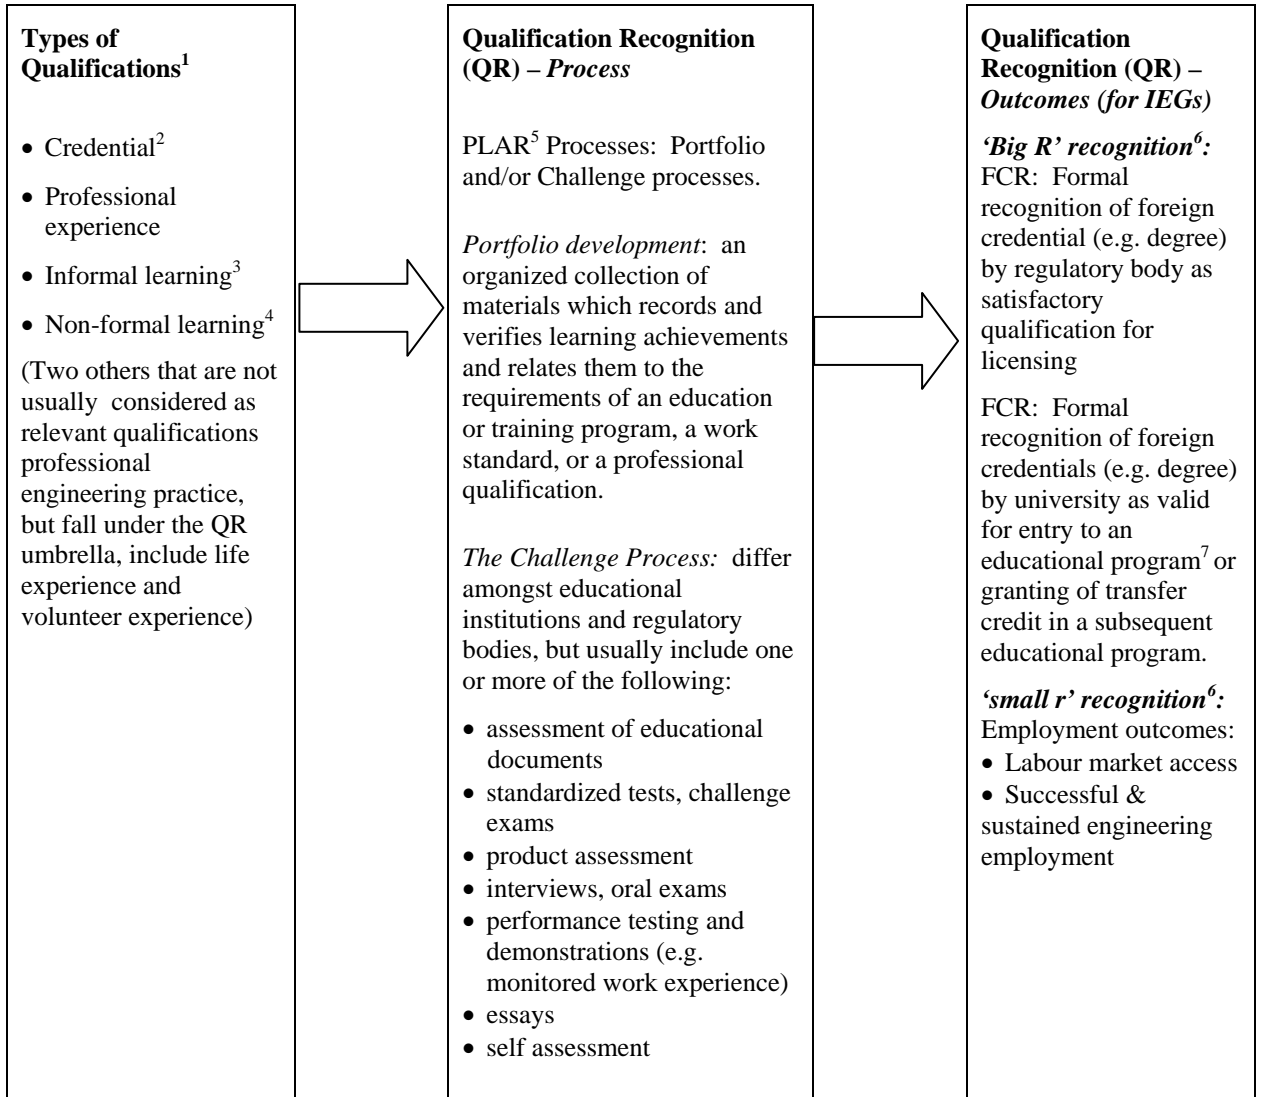 Types of
Qualifications1
• Credential2
• Professional
experience
• Informal learning3
• Non-formal learning4
(Two others that are not
usually considered as
relevant qualifications
professional
engineering practice,
but fall under the QR
umbrella, include life
experience and
volunteer experience)
Qualification Recognition
(QR) – Process
PLAR5 Processes: Portfolio
and/or Challenge processes.
Portfolio development: an
organized collection of
materials which records and
verifies learning achievements
and relates them to the
requirements of an education
or training program, a work
standard, or a professional
qualification.
The Challenge Process: differ
amongst educational
institutions and regulatory
bodies, but usually include one
or more of the following:
• assessment of educational
documents
• standardized tests, challenge
exams
• product assessment
• interviews, oral exams
• performance testing and
demonstrations (e.g.
monitored work experience)
• essays
• self assessment
Qualification
Recognition (QR) –
Outcomes (for IEGs)
‘Big R’ recognition6:
FCR: Formal
recognition of foreign
credential (e.g. degree)
by regulatory body as
satisfactory
qualification for
licensing
FCR: Formal
recognition of foreign
credentials (e.g. degree)
by university as valid
for entry to an
educational program7 or
granting of transfer
credit in a subsequent
educational program.
‘small r’ recognition6:
Employment outcomes:
• Labour market access
• Successful &
sustained engineering
employment